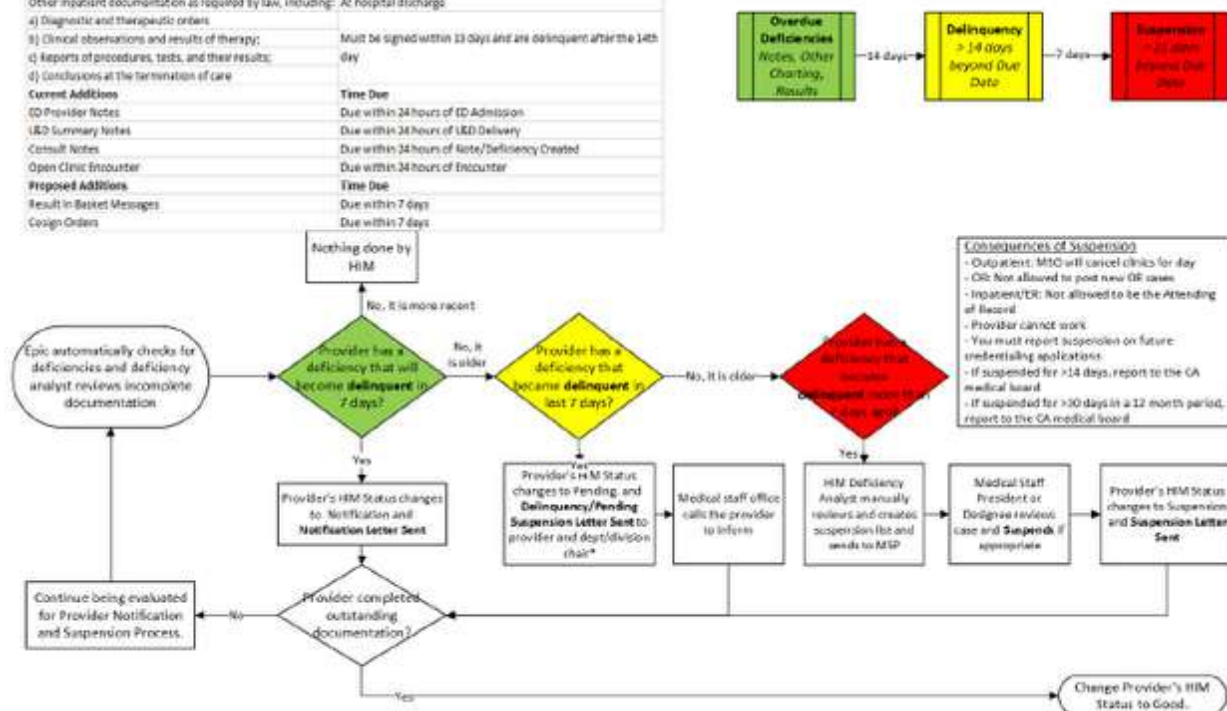 Other inpatient documentation as required by law, including: At hospital discharge
a) Diagnostic and therapeutic orders
b) Clinical observations and results of therapy;
c) Reports of procedures, tests, and their results;
d) Conclusions at the termination of care
Must be signed within 13 days and are delinquent after the 14th
day
Current Additions Time Due
ED Provider Notes Due within 24 hours of ED Admission
L&D Summary Notes Due within 24 hours of L&D Delivery
Consult Notes Due within 24 hours of Note/Deficiency Created
Open Clinic Encounter Due within 24 hours of Encounter
Proposed Additions Time Due
Result In Basket Messages Due within 7 days
Cosign Orders Due within 7 days
Overdue
Deficiencies
Notes, Other
Charting,
Results
14 days
Delinquency
> 14 days
beyond Due
Date
7 days
Suspension
days
beyond Due
Date
Nothing done by
HIM
No, it is more recent
Epic automatically checks for
deficiencies and deficiency
analyst reviews incomplete
documentation
Provider has a
deficiency that will
become delinquent in
7 days?
No, it
is older
Provider has a
deficiency that
became delinquent in
last 7 days?
No, it is older
Provider has a
deficiency that
became
delinquent more than
7 days
Consequences of Suspension
- Outpatient: MSO will cancel clinics for day
- OR: Not allowed to post new OR cases
- Inpatient/ER: Not allowed to be the Attending
of Record
- Provider cannot work
- You must report suspension on future
credentialing applications
- If suspended for >14 days, report to the CA
medical board
- If suspended for >30 days in a 12 month period,
report to the CA medical board
Yes
Yes
Yes
Provider's HIM Status changes
to Notification and
Notification Letter Sent
Provider's HIM Status
changes to Pending, and
Delinquency/Pending
Suspension Letter Sent to
provider and dept/division
chair*
Medical staff office
calls the provider
to inform
HIM Deficiency
Analyst manually
reviews and creates
suspension list and
sends to MSP
Medical Staff
President or
Designee reviews
case and Suspends if
appropriate
Provider's HIM Status
changes to Suspension
and Suspension Letter
Sent
Continue being evaluated
for Provider Notification
and Suspension Process.
No
Provider completed
outstanding
documentation?
Yes
Change Provider's HIM
Status to Good.